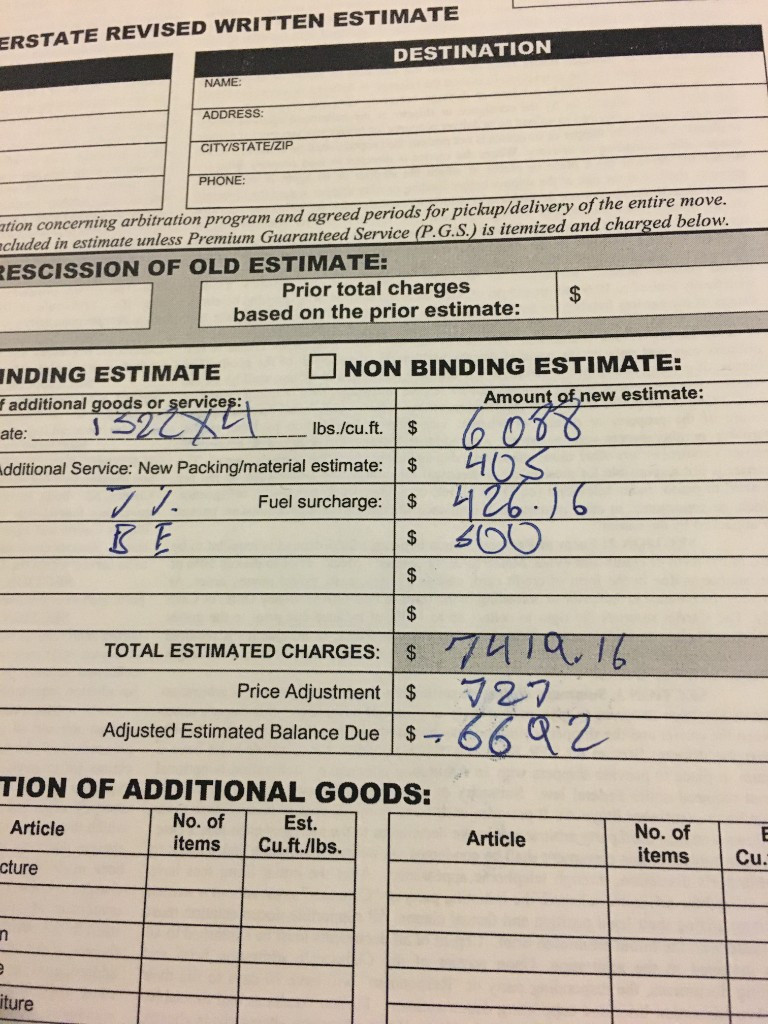 ERSTATE REVISED WRITTEN ESTIMATE
DESTINATION
NAME:
ADDRESS:
CITY/STATE/ZIP
PHONE:
ation concerning arbitration program and agreed periods for pickup/delivery of the entire move.
ncluded in estimate unless Premium Guaranteed Service (P.G.S.) is itemized and charged below.
RESCISSION OF OLD ESTIMATE:
Prior total charges
based on the prior estimate: $
INDING ESTIMATE NON BINDING ESTIMATE:
f additional goods or services: Amount of new estimate:
ate: 1522X4 lbs./cu.ft. $ 6088
Additional Service: New Packing/material estimate: $ 405
7% Fuel surcharge: $ 426.16
B E $ 500
$
$
TOTAL ESTIMATED CHARGES: $ 7419.16
Price Adjustment $ 727
Adjusted Estimated Balance Due $ - 6692
TION OF ADDITIONAL GOODS:
Article No. of items Est. Cu.ft./lbs. Article No. of items E Cu.
cture
n
e
iture